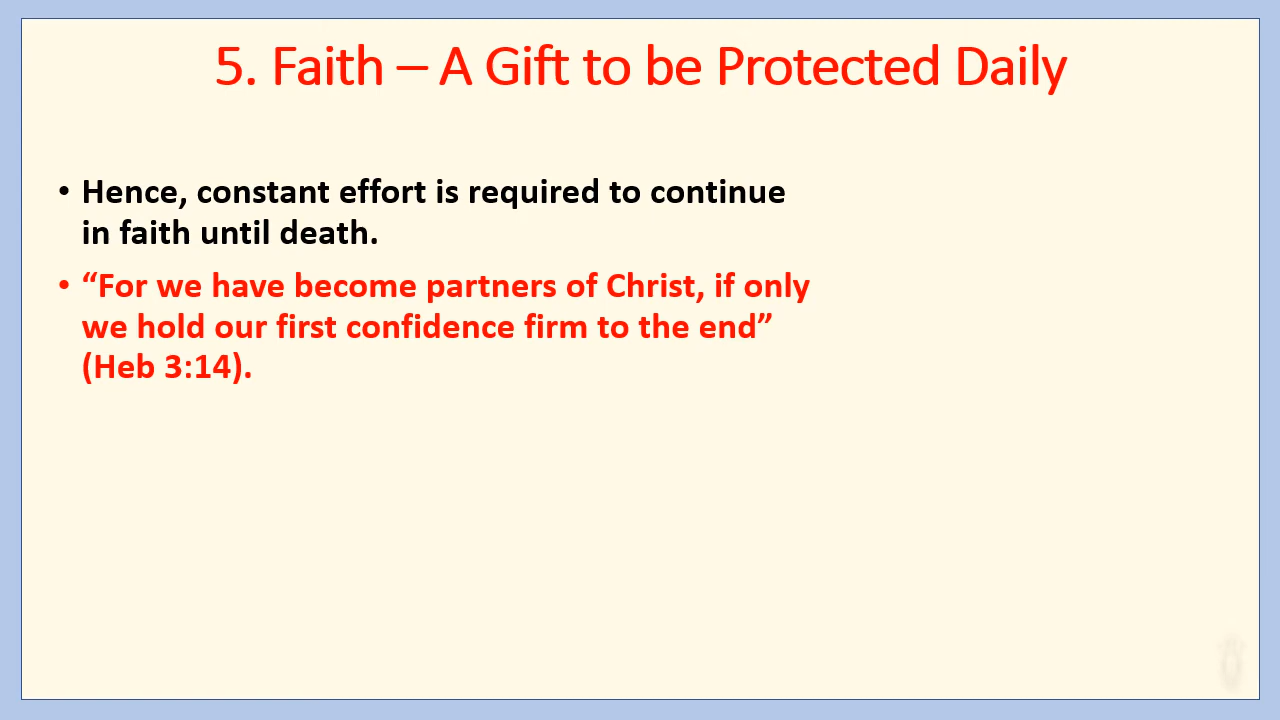 5. Faith – A Gift to be Protected Daily
• Hence, constant effort is required to continue
in faith until death.
• “For we have become partners of Christ, if only
we hold our first confidence firm to the end”
(Heb 3:14).